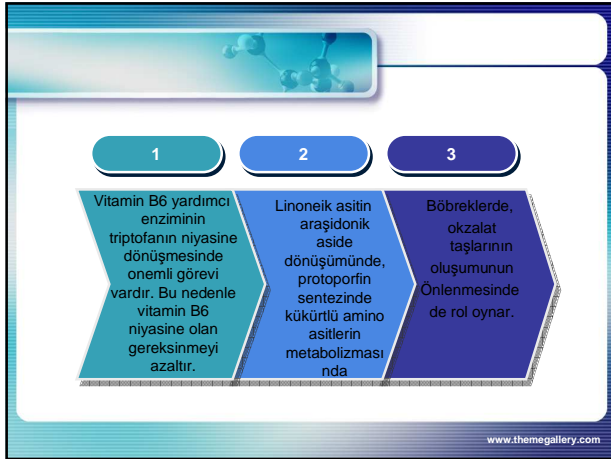 1
2
3
Vitamin B6 yardımcı
enziminin
triptofanın niyasine
dönüşmesinde
onemli görevi
vardır. Bu nedenle
vitamin B6
niyasine olan
gereksinmeyi
azaltır.
Linoneik asitin
araşidonik
aside
dönüşümünde,
protoporfin
sentezinde
kükürtlü amino
asitlerin
metabolizması
nda
Böbreklerde,
okzalat
taşlarının
oluşumunun
Önlenmesinde
de rol oynar.
www.themegallery.com